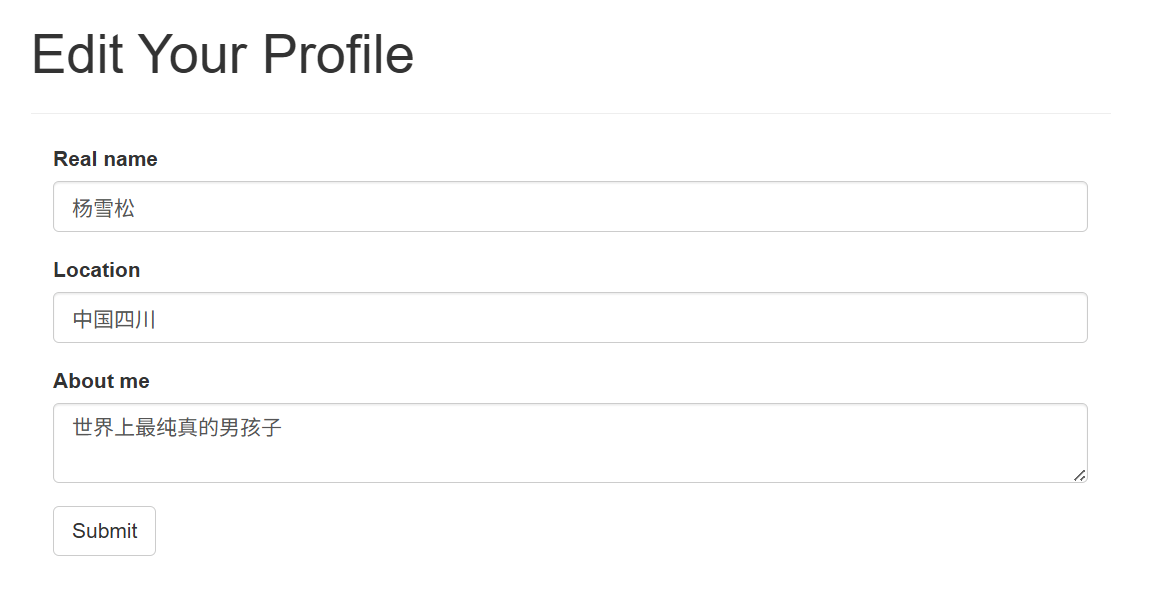 Edit Your Profile
Real name
杨雪松
Location
中国四川
About me
世界上最纯真的男孩子
Submit